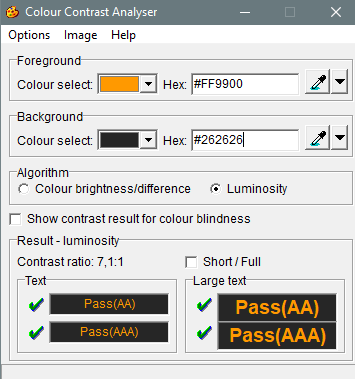 Colour Contrast Analyser
Options Image Help
Foreground
Colour select: Hex: #FF9900
Background
Colour select: Hex: #262626
Algorithm
Colour brightness/difference Luminosity
Show contrast result for colour blindness
Result - luminosity
Contrast ratio: 7,1:1 Short / Full
Text Large text
Pass(AA) Pass(AA)
Pass(AAA) Pass(AAA)